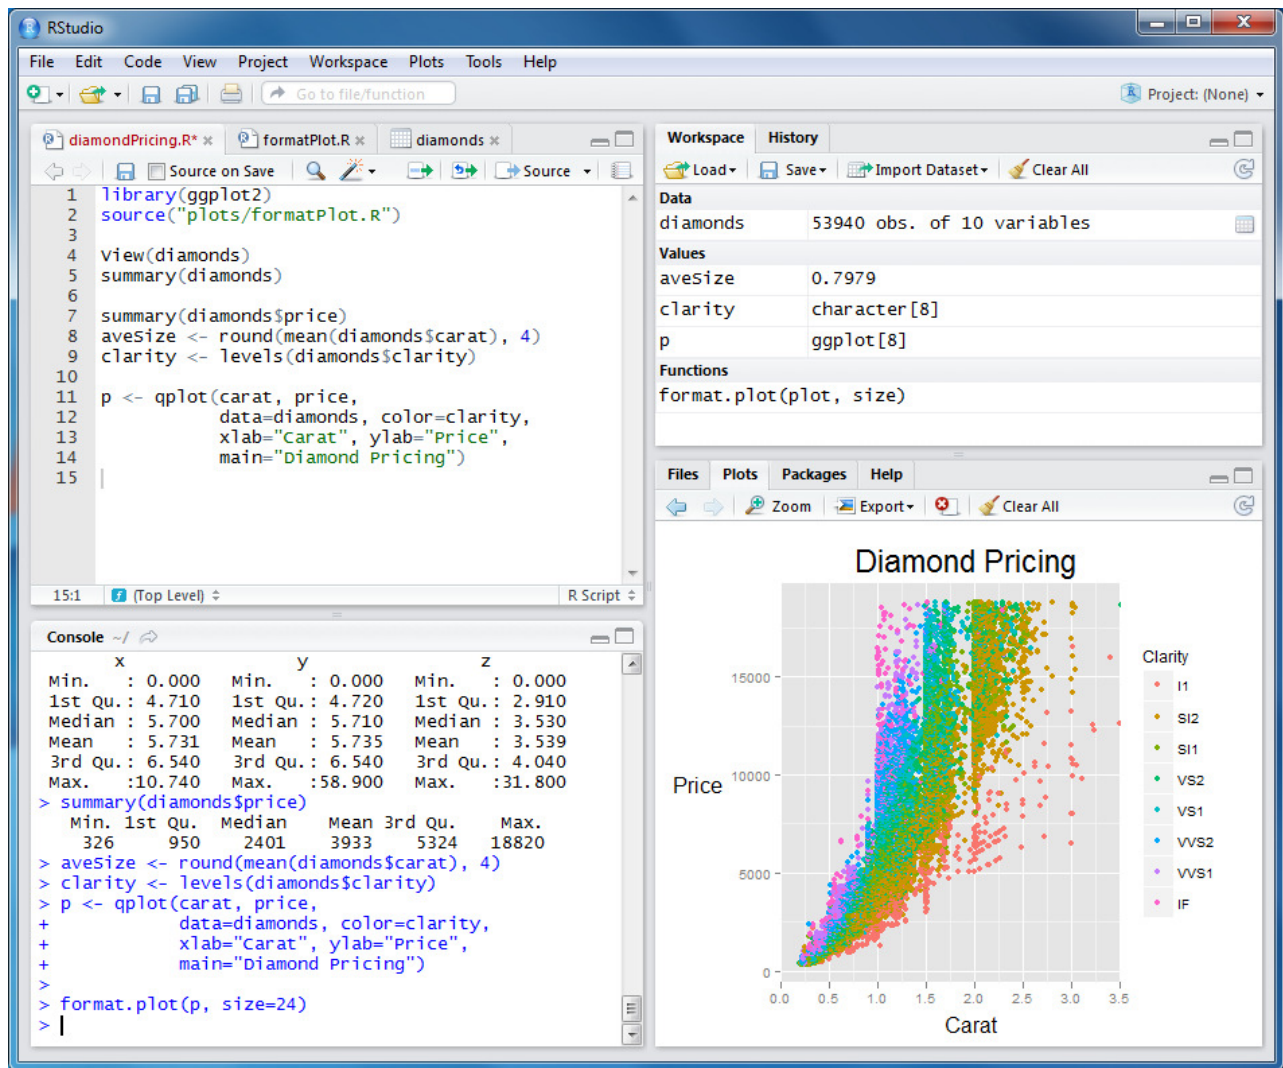 RStudio
File Edit Code View Project Workspace Plots Tools Help
Go to file/function
Project: (None)
diamondPricing.R* formatPlot.R diamonds
Source on Save Source
1 library(ggplot2)
2 source("plots/formatPlot.R")
3
4 View(diamonds)
5 summary(diamonds)
6
7 summary(diamonds$price)
8 aveSize <- round(mean(diamonds$carat), 4)
9 clarity <- levels(diamonds$clarity)
10
11 p <- qplot(carat, price,
12 data=diamonds, color=clarity,
13 xlab="Carat", ylab="Price",
14 main="Diamond Pricing")
15
15:1 (Top Level) R Script
Console ~/
x y z
Min. : 0.000 Min. : 0.000 Min. : 0.000
1st Qu.: 4.710 1st Qu.: 4.720 1st Qu.: 2.910
Median : 5.700 Median : 5.710 Median : 3.530
Mean : 5.731 Mean : 5.735 Mean : 3.539
3rd Qu.: 6.540 3rd Qu.: 6.540 3rd Qu.: 4.040
Max. :10.740 Max. :58.900 Max. :31.800
> summary(diamonds$price)
Min. 1st Qu. Median Mean 3rd Qu. Max.
326 950 2401 3933 5324 18820
> aveSize <- round(mean(diamonds$carat), 4)
> clarity <- levels(diamonds$clarity)
> p <- qplot(carat, price,
+ data=diamonds, color=clarity,
+ xlab="Carat", ylab="Price",
+ main="Diamond Pricing")
>
> format.plot(p, size=24)
>
Workspace History
Load Save Import Dataset Clear All
Data
diamonds 53940 obs. of 10 variables
Values
aveSize 0.7979
clarity character[8]
p ggplot[8]
Functions
format.plot(plot, size)
Files Plots Packages Help
Zoom Export Clear All
Diamond Pricing
Price
15000
10000
5000
0
0.0 0.5 1.0 1.5 2.0 2.5 3.0 3.5
Carat
Clarity
I1
SI2
SI1
VS2
VS1
VVS2
VVS1
IF